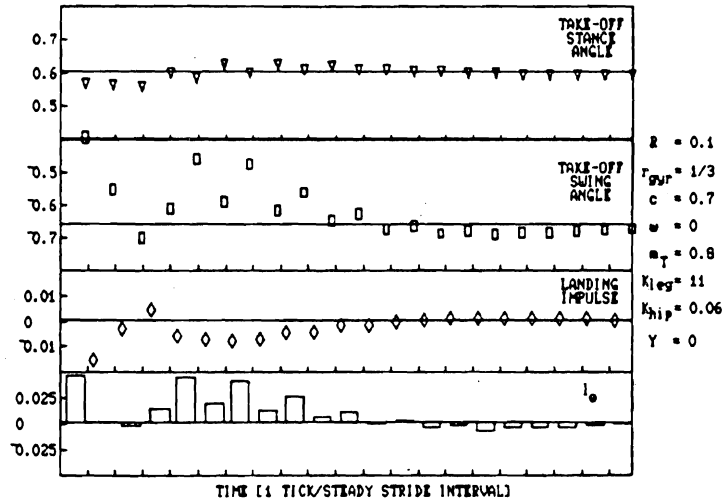 0.7
0.6
0.5
TAKE-OFF
STANCE
ANGLE
-0.5
-0.6
-0.7
TAKE-OFF
SWING
ANGLE
0.01
0
-0.01
LANDING
IMPULSE
0.025
0
-0.025
l_θ
TIME [1 TICK/STEADY STRIDE INTERVAL]
R = 0.1
r_gyr = 1/3
c = 0.7
w = 0
m_T = 0.8
K_leg = 11
K_hip = 0.06
Y = 0